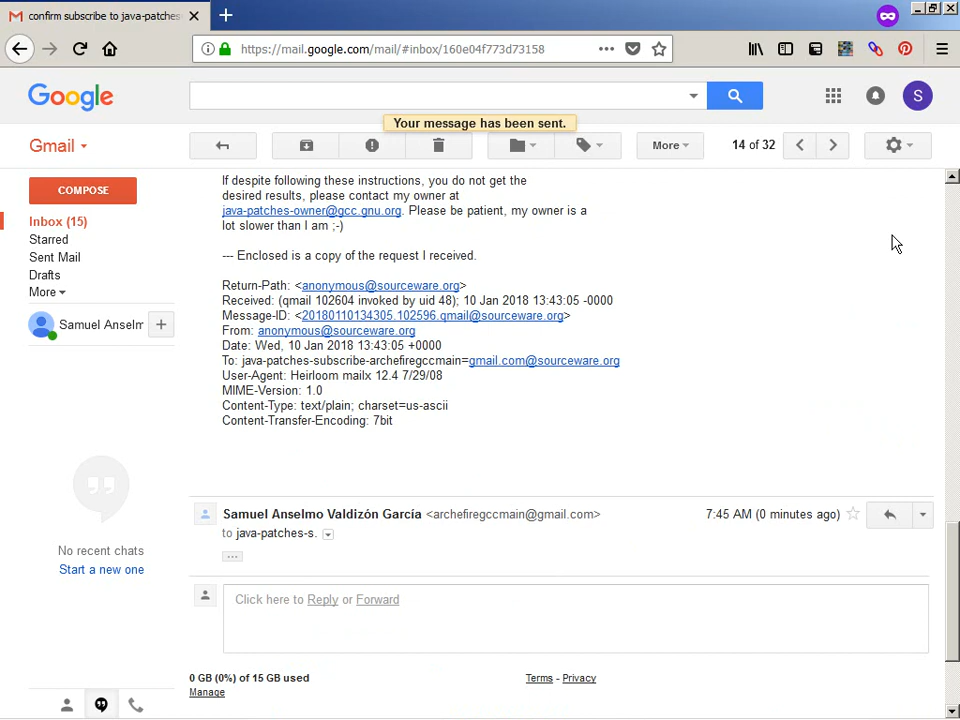 confirm subscribe to java-patches-
https://mail.google.com/mail/#inbox/160e04f773d73158
Google
S
Your message has been sent.
Gmail
More
14 of 32
COMPOSE
Inbox (15)
Starred
Sent Mail
Drafts
More
Samuel Anselm
No recent chats
Start a new one
If despite following these instructions, you do not get the
desired results, please contact my owner at
java-patches-owner@gcc.gnu.org. Please be patient, my owner is a
lot slower than I am ;-)
--- Enclosed is a copy of the request I received.
Return-Path: <anonymous@sourceware.org>
Received: (qmail 102604 invoked by uid 48); 10 Jan 2018 13:43:05 -0000
Message-ID: <20180110134305.102596.qmail@sourceware.org>
From: anonymous@sourceware.org
Date: Wed, 10 Jan 2018 13:43:05 +0000
To: java-patches-subscribe-archefiregccmain=gmail.com@sourceware.org
User-Agent: Heirloom mailx 12.4 7/29/08
MIME-Version: 1.0
Content-Type: text/plain; charset=us-ascii
Content-Transfer-Encoding: 7bit
Samuel Anselmo Valdizón García <archefiregccmain@gmail.com>
7:45 AM (0 minutes ago)
to java-patches-s.
Click here to Reply or Forward
0 GB (0%) of 15 GB used
Manage
Terms - Privacy